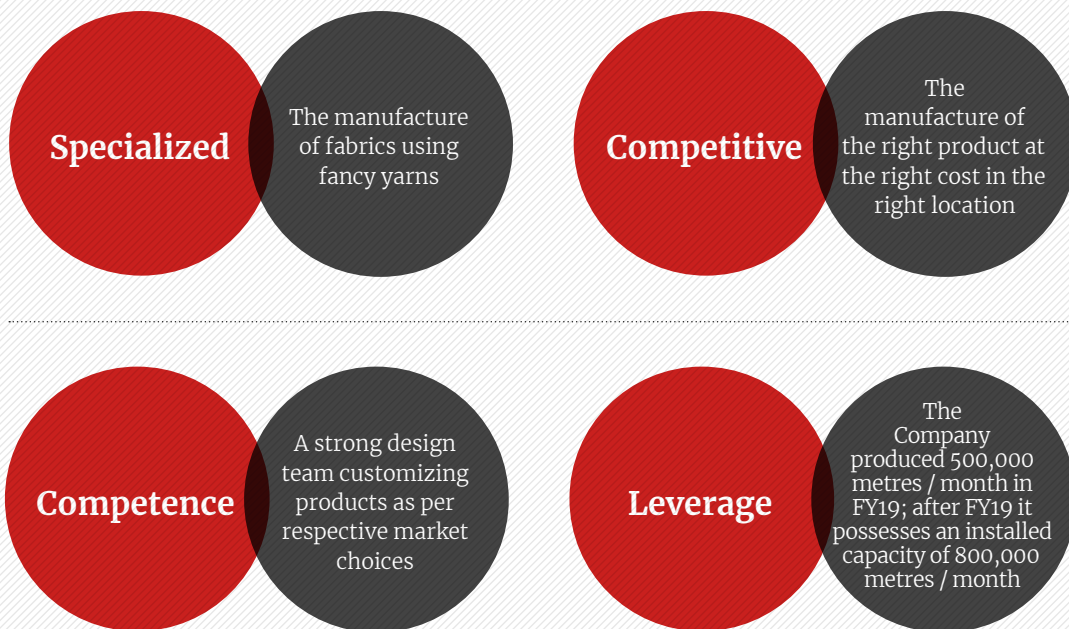 Specialized
The manufacture
of fabrics using
fancy yarns
Competitive
The
manufacture of
the right product at
the right cost in the
right location
Competence
A strong design
team customizing
products as per
respective market
choices
Leverage
The
Company
produced 500,000
metres / month in
FY19; after FY19 it
possesses an installed
capacity of 800,000
metres / month